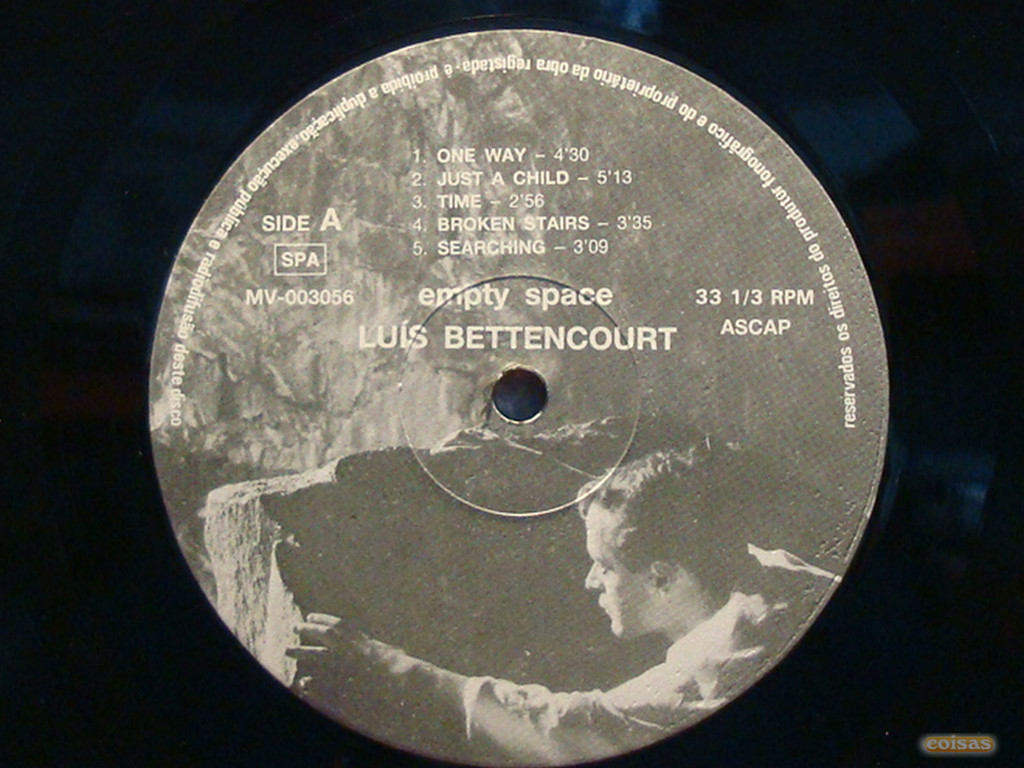 reservados os direitos do produtor fonográfico e do proprietário da obra registada - é proibida a duplicação, execução pública e radiodifusão deste disco
1. ONE WAY – 4'30
2. JUST A CHILD – 5'13
3. TIME – 2'56
4. BROKEN STAIRS – 3'35
5. SEARCHING – 3'09
SIDE A
SPA
MV-003056
empty space
LUÍS BETTENCOURT
33 1/3 RPM
ASCAP
coisas